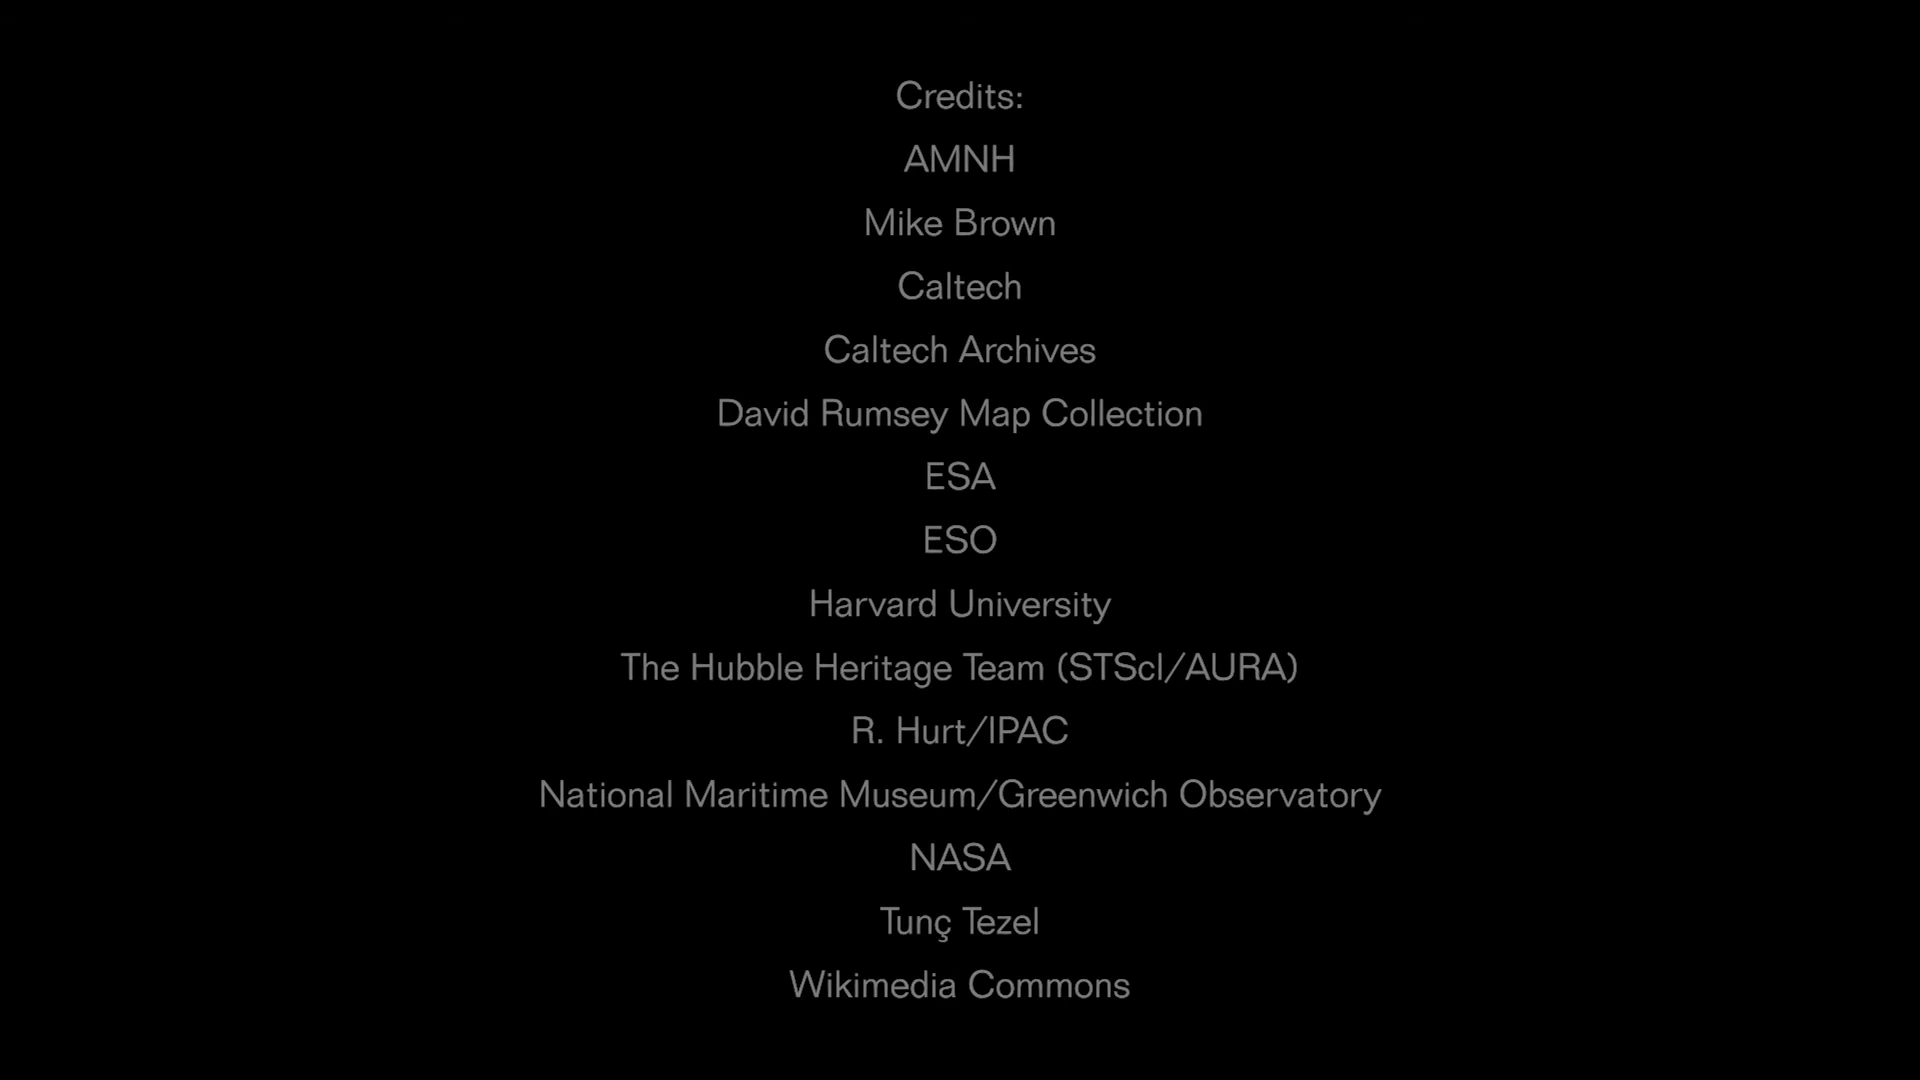 Credits:
AMNH
Mike Brown
Caltech
Caltech Archives
David Rumsey Map Collection
ESA
ESO
Harvard University
The Hubble Heritage Team (STScI/AURA)
R. Hurt/IPAC
National Maritime Museum/Greenwich Observatory
NASA
Tunç Tezel
Wikimedia Commons